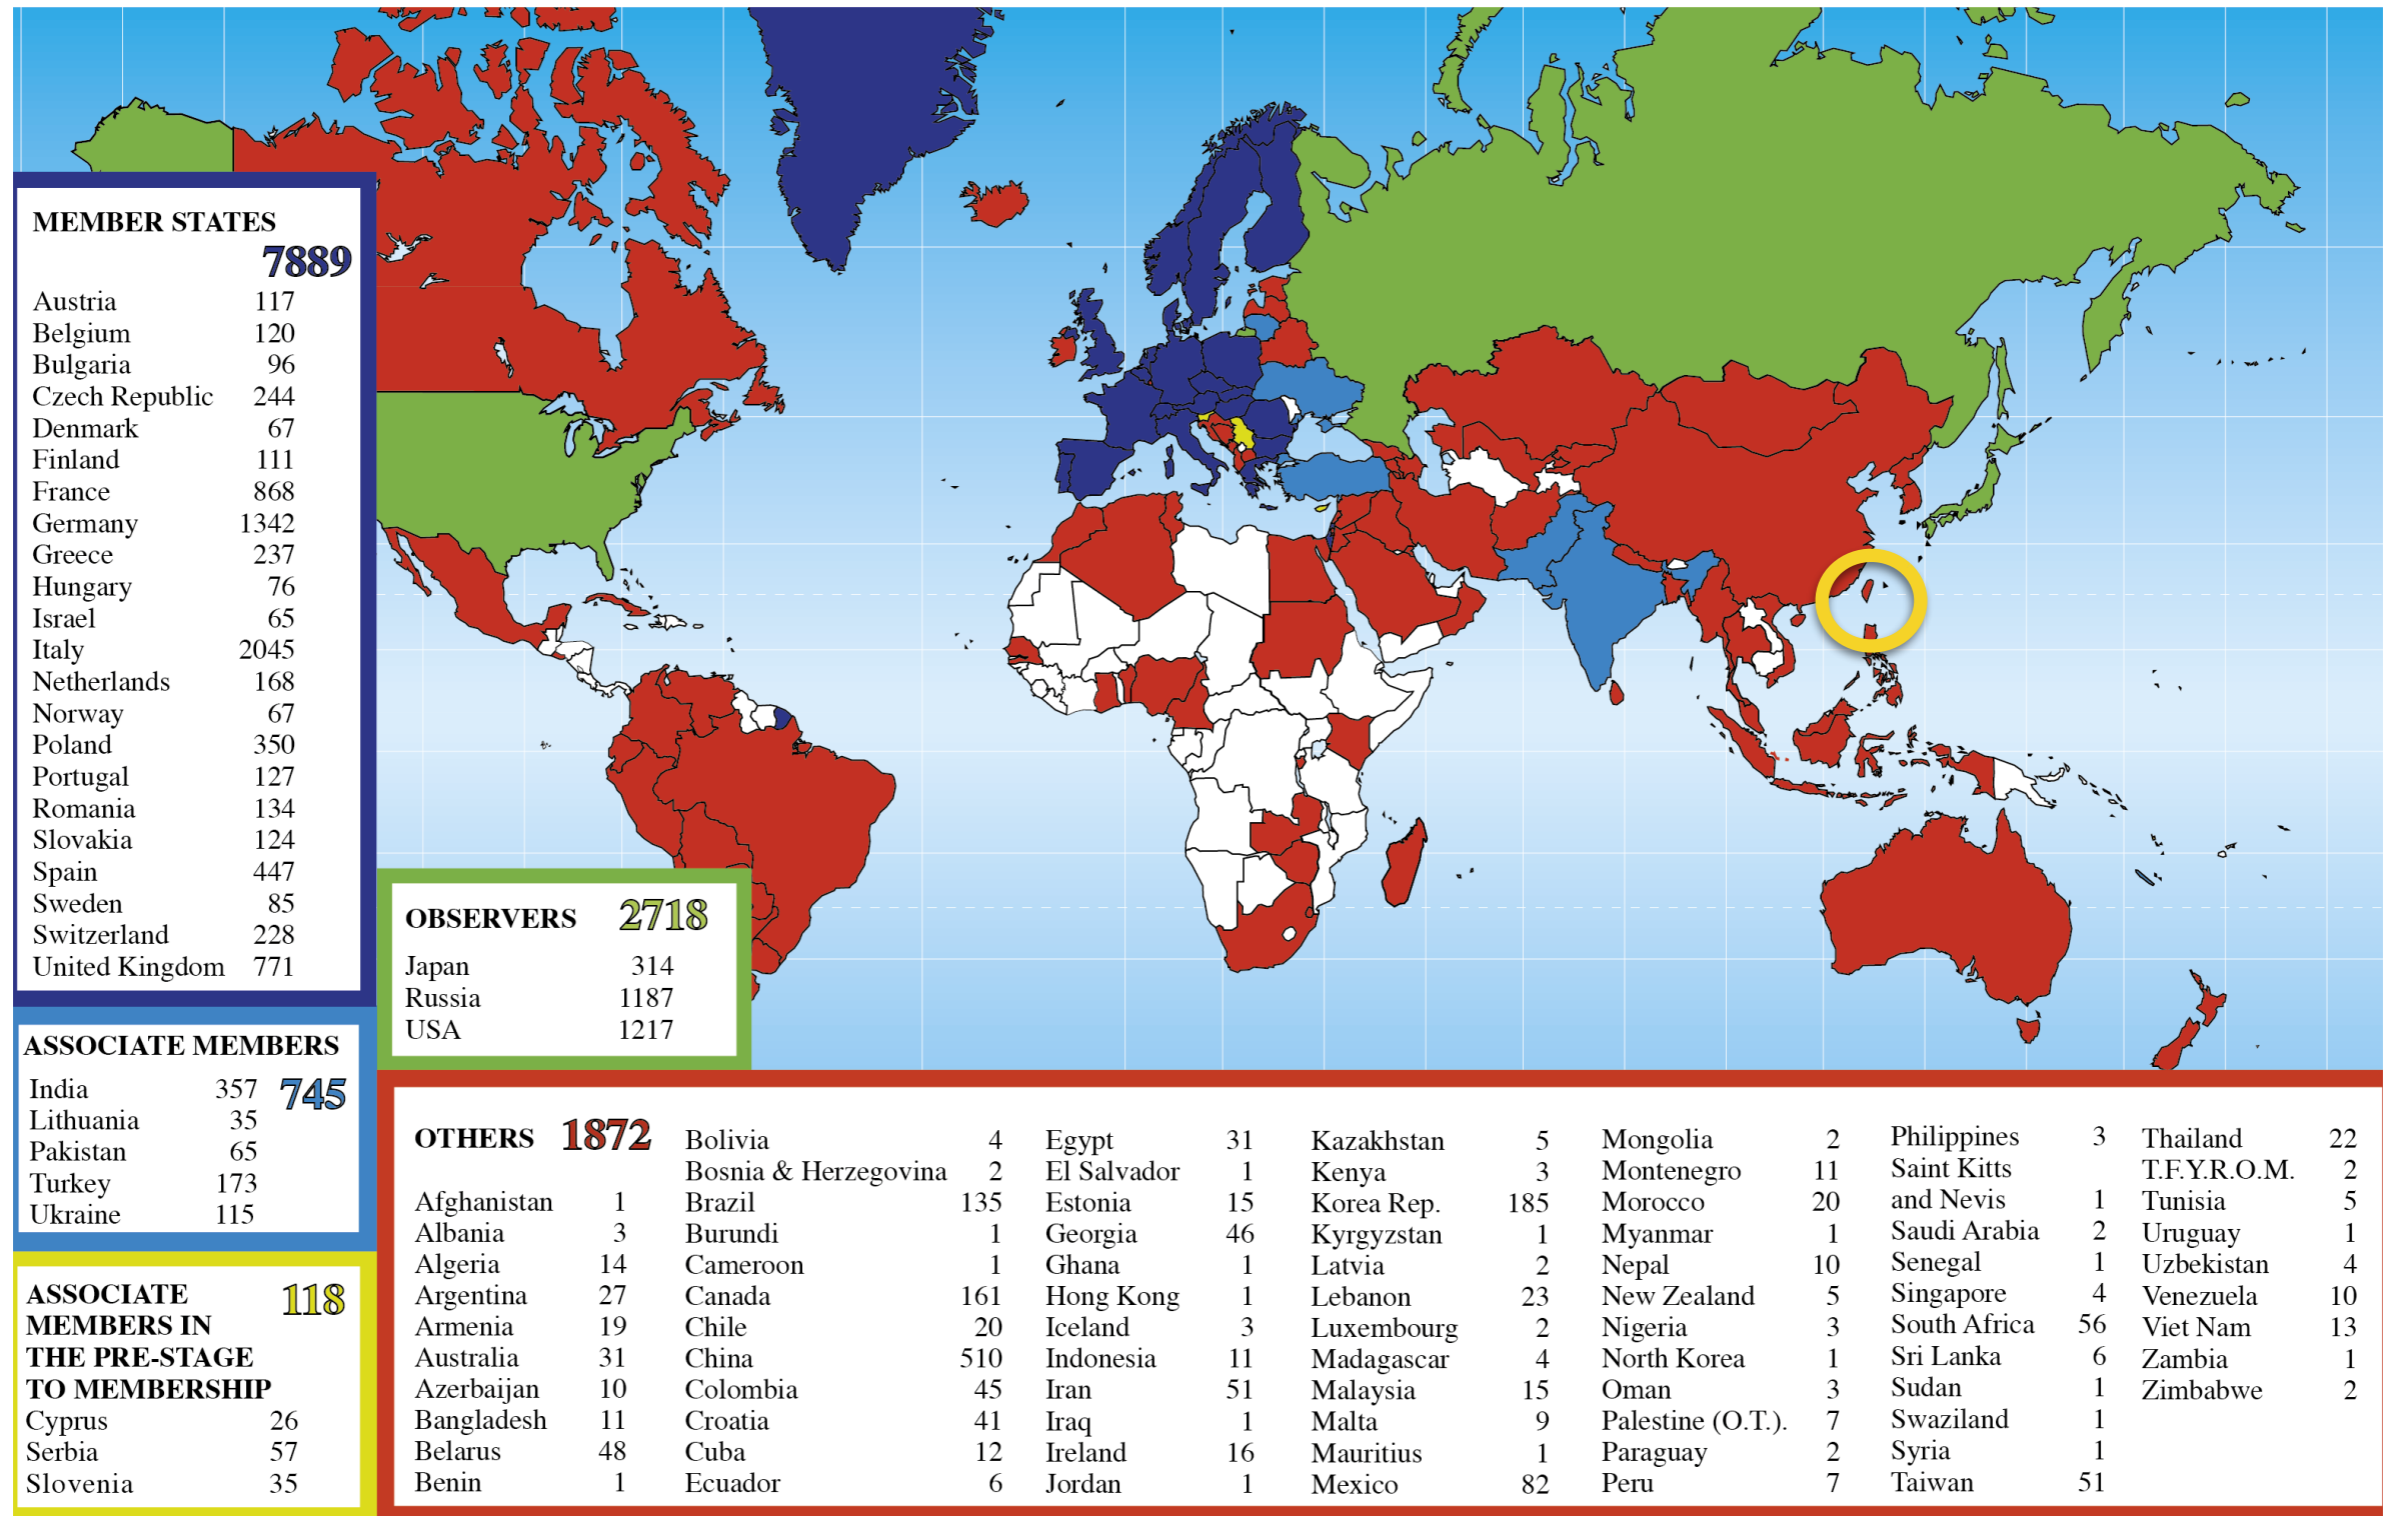 MEMBER STATES
7889
Austria 117
Belgium 120
Bulgaria 96
Czech Republic 244
Denmark 67
Finland 111
France 868
Germany 1342
Greece 237
Hungary 76
Israel 65
Italy 2045
Netherlands 168
Norway 67
Poland 350
Portugal 127
Romania 134
Slovakia 124
Spain 447
Sweden 85
Switzerland 228
United Kingdom 771
ASSOCIATE MEMBERS
745
India 357
Lithuania 35
Pakistan 65
Turkey 173
Ukraine 115
ASSOCIATE 118
MEMBERS IN
THE PRE-STAGE
TO MEMBERSHIP
Cyprus 26
Serbia 57
Slovenia 35
OBSERVERS 2718
Japan 314
Russia 1187
USA 1217
OTHERS 1872
Afghanistan 1
Albania 3
Algeria 14
Argentina 27
Armenia 19
Australia 31
Azerbaijan 10
Bangladesh 11
Belarus 48
Benin 1
Bolivia 4
Bosnia & Herzegovina 2
Brazil 135
Burundi 1
Cameroon 1
Canada 161
Chile 20
China 510
Colombia 45
Croatia 41
Cuba 12
Ecuador 6
Egypt 31
El Salvador 1
Estonia 15
Georgia 46
Ghana 1
Hong Kong 1
Iceland 3
Indonesia 11
Iran 51
Iraq 1
Ireland 16
Jordan 1
Kazakhstan 5
Kenya 3
Korea Rep. 185
Kyrgyzstan 1
Latvia 2
Lebanon 23
Luxembourg 2
Madagascar 4
Malaysia 15
Malta 9
Mauritius 1
Mexico 82
Mongolia 2
Montenegro 11
Morocco 20
Myanmar 1
Nepal 10
New Zealand 5
Nigeria 3
North Korea 1
Oman 3
Palestine (O.T.). 7
Paraguay 2
Peru 7
Philippines 3
Saint Kitts
and Nevis 1
Saudi Arabia 2
Senegal 1
Singapore 4
South Africa 56
Sri Lanka 6
Sudan 1
Swaziland 1
Syria 1
Taiwan 51
Thailand 22
T.F.Y.R.O.M. 2
Tunisia 5
Uruguay 1
Uzbekistan 4
Venezuela 10
Viet Nam 13
Zambia 1
Zimbabwe 2